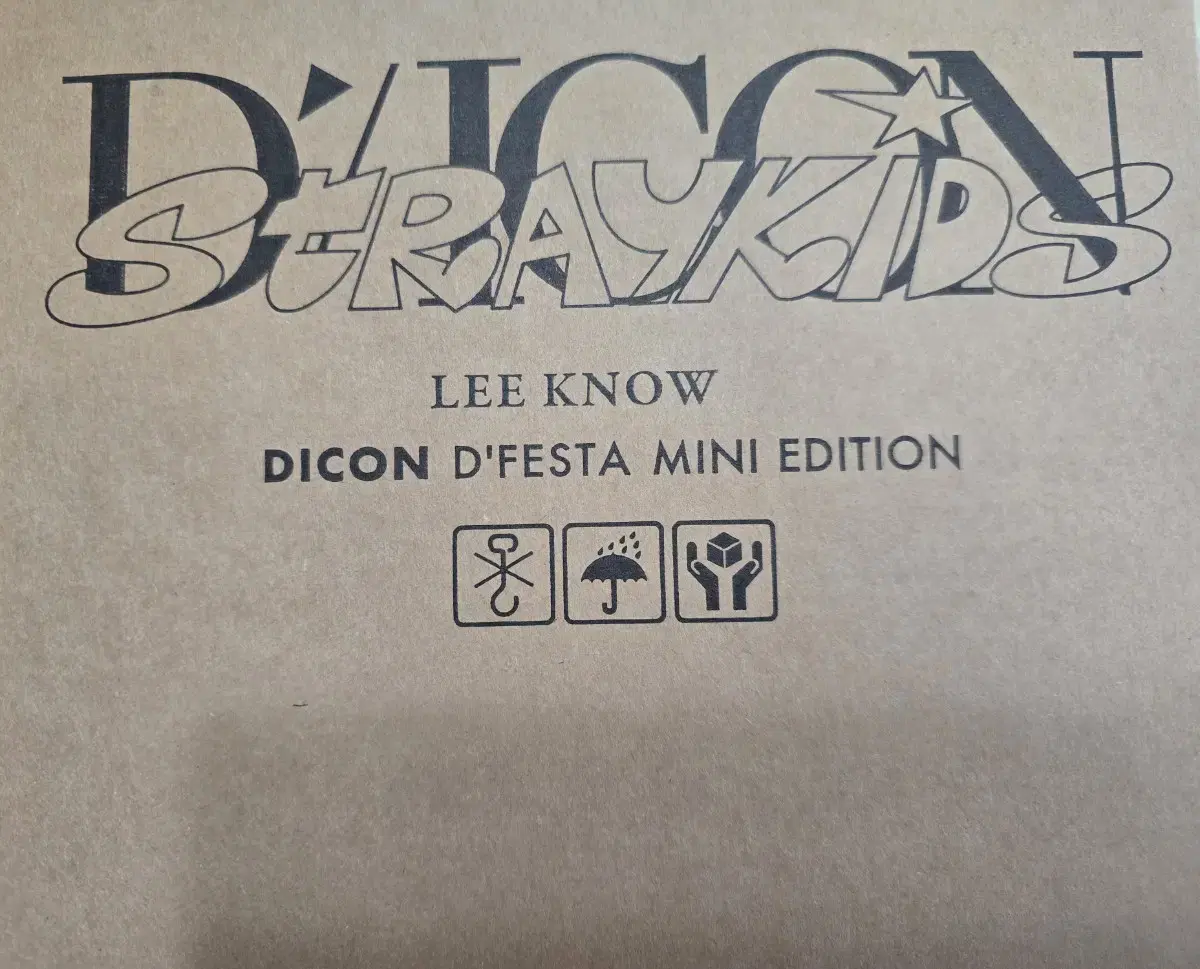 D'ICON
STRAYKIDS
LEE KNOW
DICON D'FESTA MINI EDITION